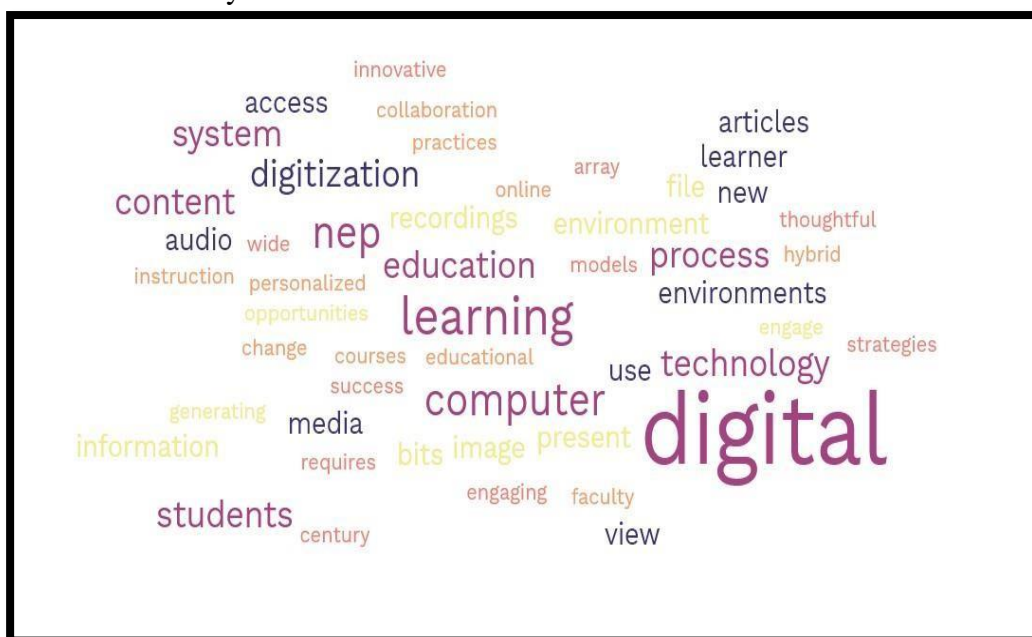 innovative
access collaboration
system practices articles
digitization array learner
content online file new
audio wide nep recordings environment thoughtful
instruction personalized education models process hybrid
opportunities learning environments
engage
change courses educational use technology strategies
success computer digital
generating media
information requires bits image present
engaging faculty
students century view